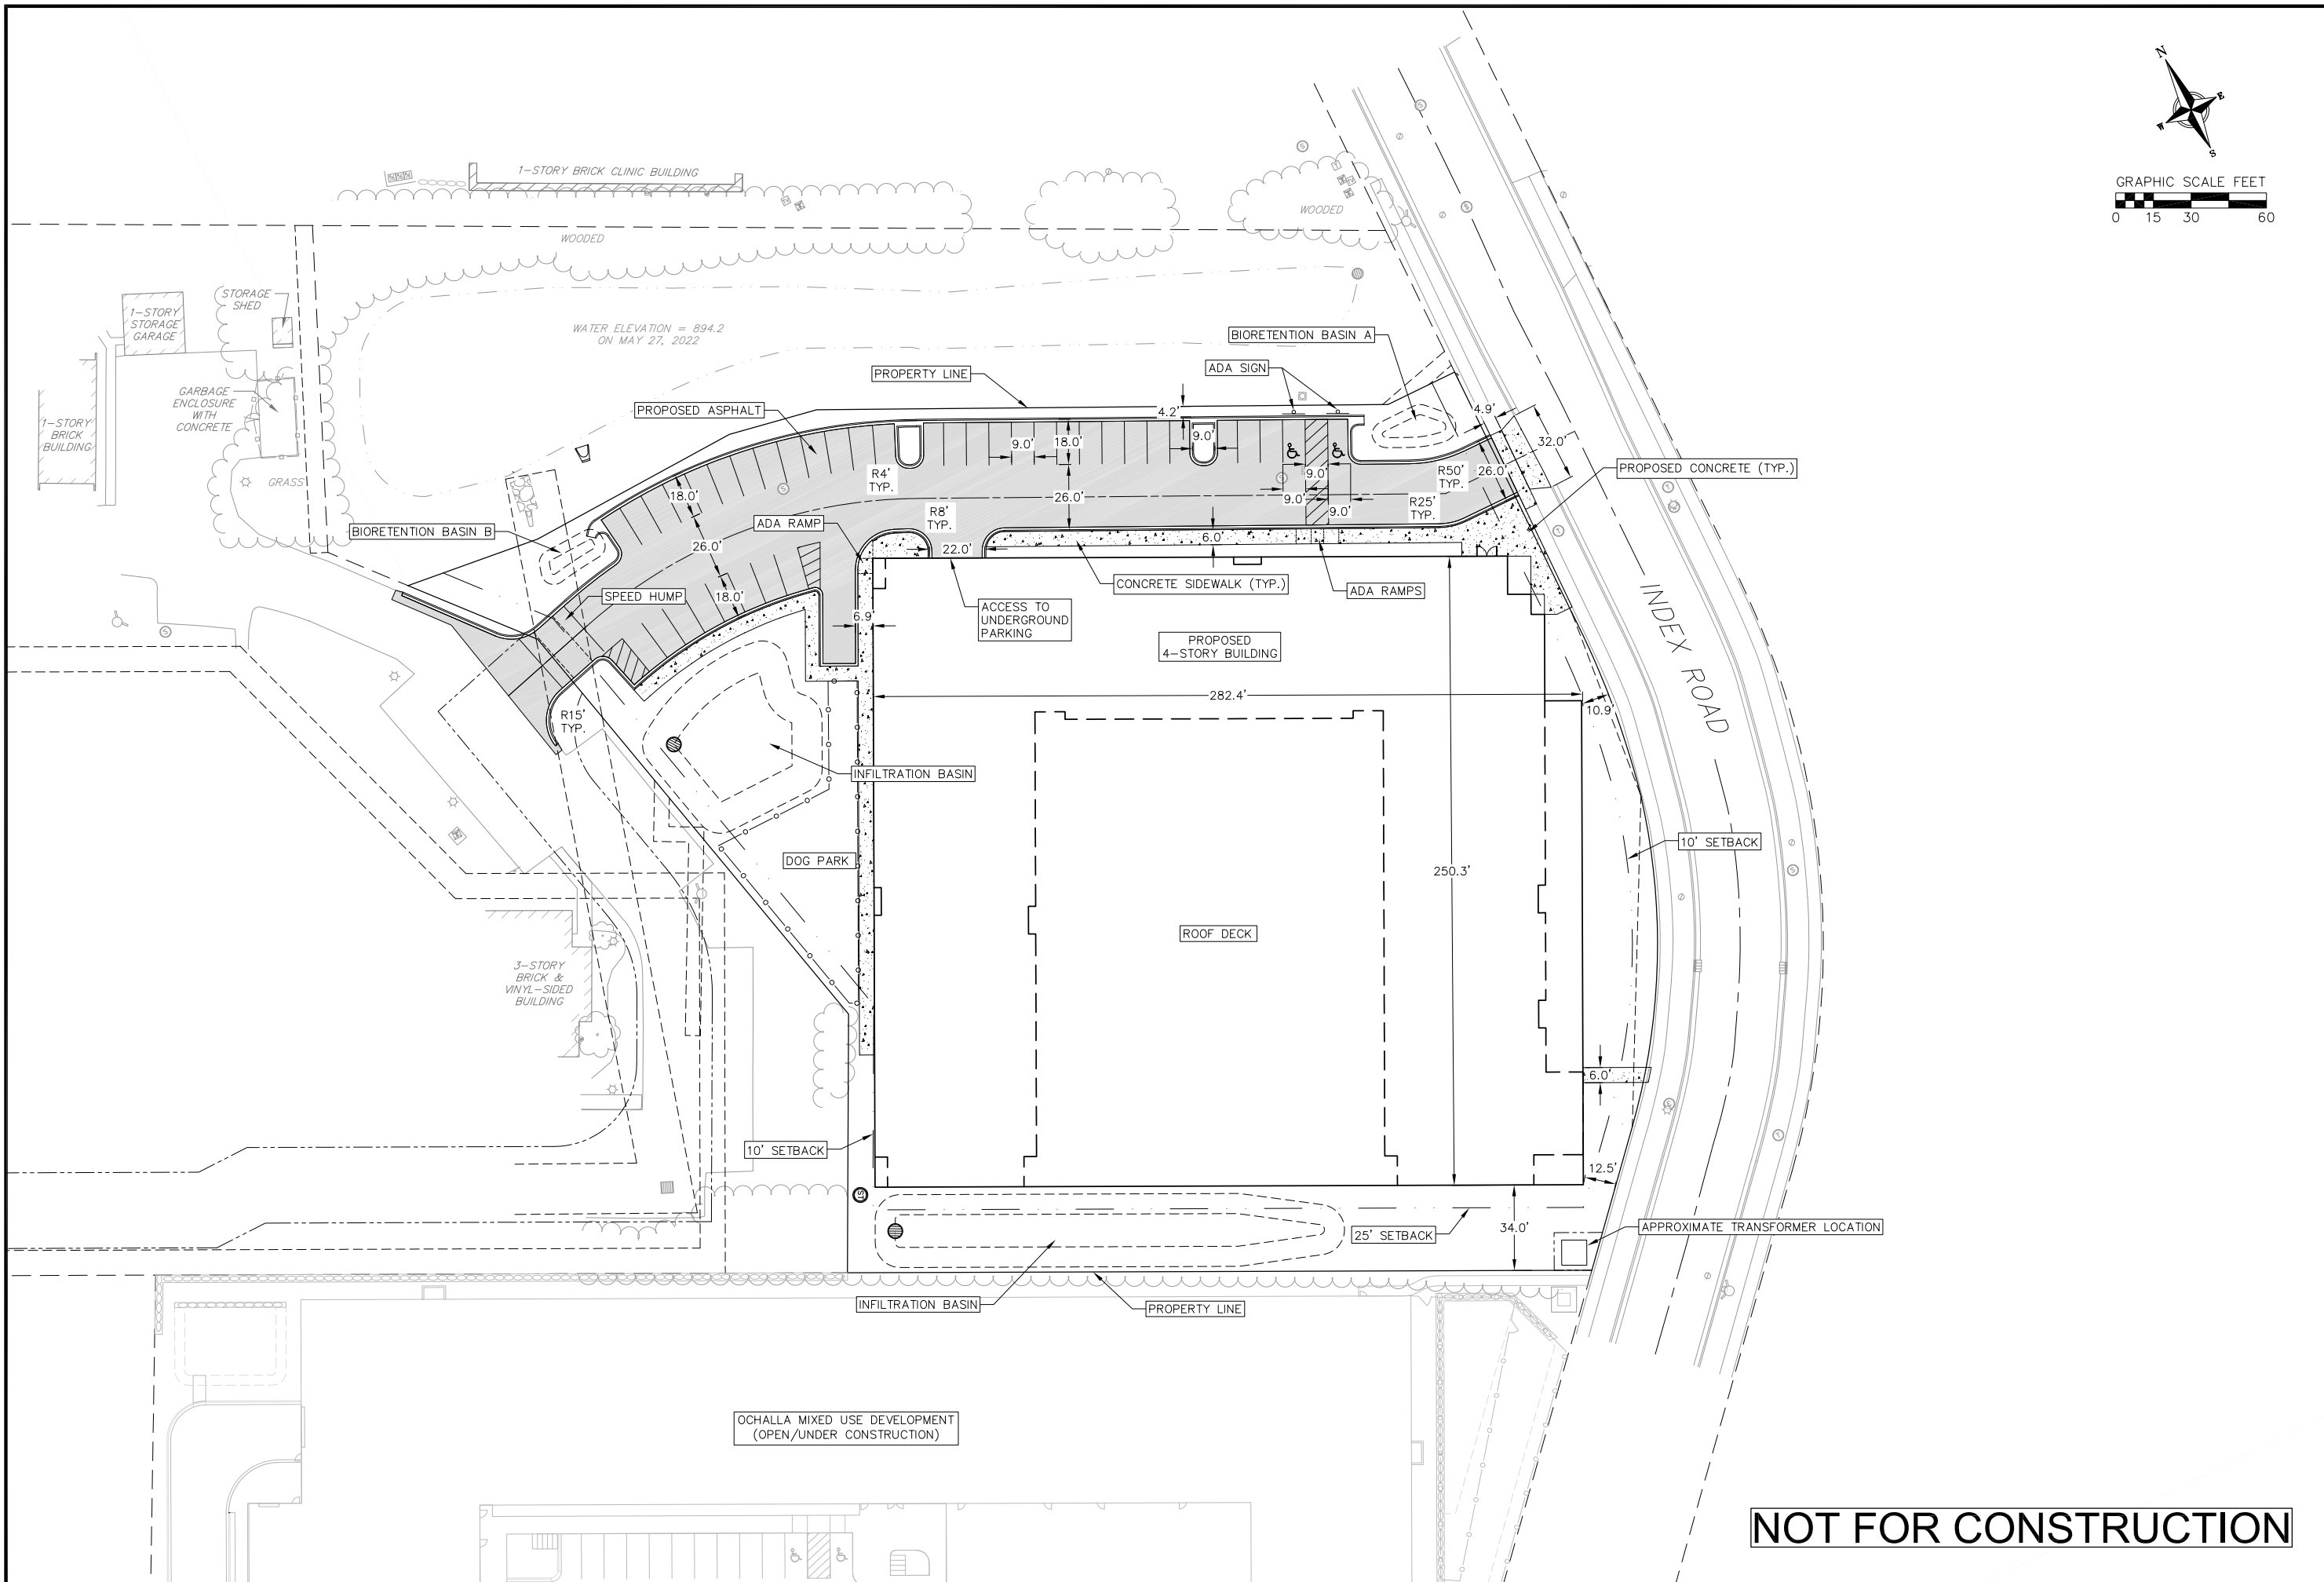 N
E
W
S
GRAPHIC SCALE FEET
0 15 30 60
1-STORY BRICK CLINIC BUILDING
WOODED
WOODED
STORAGE
SHED
1-STORY
STORAGE
GARAGE
WATER ELEVATION = 894.2
ON MAY 27, 2022
BIORETENTION BASIN A
PROPERTY LINE
ADA SIGN
GARBAGE
ENCLOSURE
WITH
CONCRETE
1-STORY
BRICK
BUILDING
PROPOSED ASPHALT
4.2'
4.9'
32.0'
9.0'
18.0'
9.0'
R4'
TYP.
9.0'
R50'
TYP.
26.0'
PROPOSED CONCRETE (TYP.)
GRASS
18.0'
26.0'
9.0'
9.0'
R25'
TYP.
R8'
TYP.
ADA RAMP
BIORETENTION BASIN B
26.0'
22.0'
6.0'
SPEED HUMP
18.0'
CONCRETE SIDEWALK (TYP.)
ADA RAMPS
ACCESS TO
UNDERGROUND
PARKING
6.9'
PROPOSED
4-STORY BUILDING
INDEX ROAD
282.4'
10.9'
R15'
TYP.
INFILTRATION BASIN
DOG PARK
250.3'
10' SETBACK
ROOF DECK
3-STORY
BRICK &
VINYL-SIDED
BUILDING
6.0'
10' SETBACK
12.5'
ST
34.0'
25' SETBACK
APPROXIMATE TRANSFORMER LOCATION
INFILTRATION BASIN
PROPERTY LINE
OCHALLA MIXED USE DEVELOPMENT
(OPEN/UNDER CONSTRUCTION)
NOT FOR CONSTRUCTION